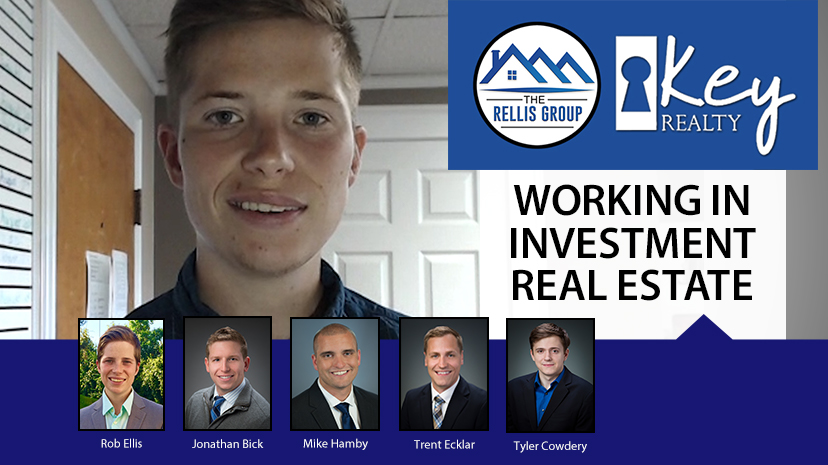 THE
RELLIS GROUP
Key
REALTY
WORKING IN
INVESTMENT
REAL ESTATE
Rob Ellis
Jonathan Bick
Mike Hamby
Trent Ecklar
Tyler Cowdery